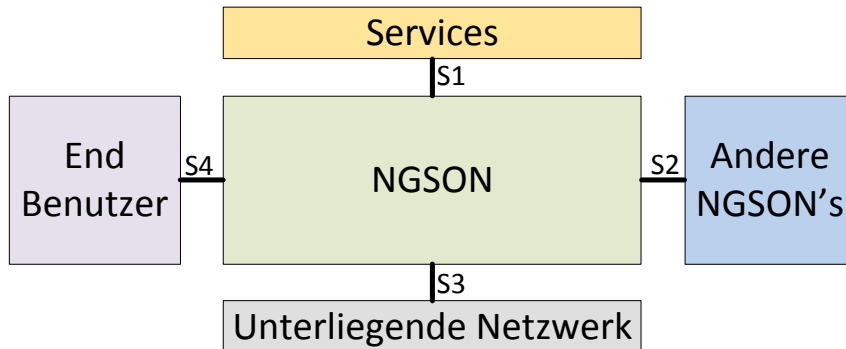 Services
S1
End
Benutzer
S4
NGSON
S2
Andere
NGSON's
S3
Unterliegende Netzwerk